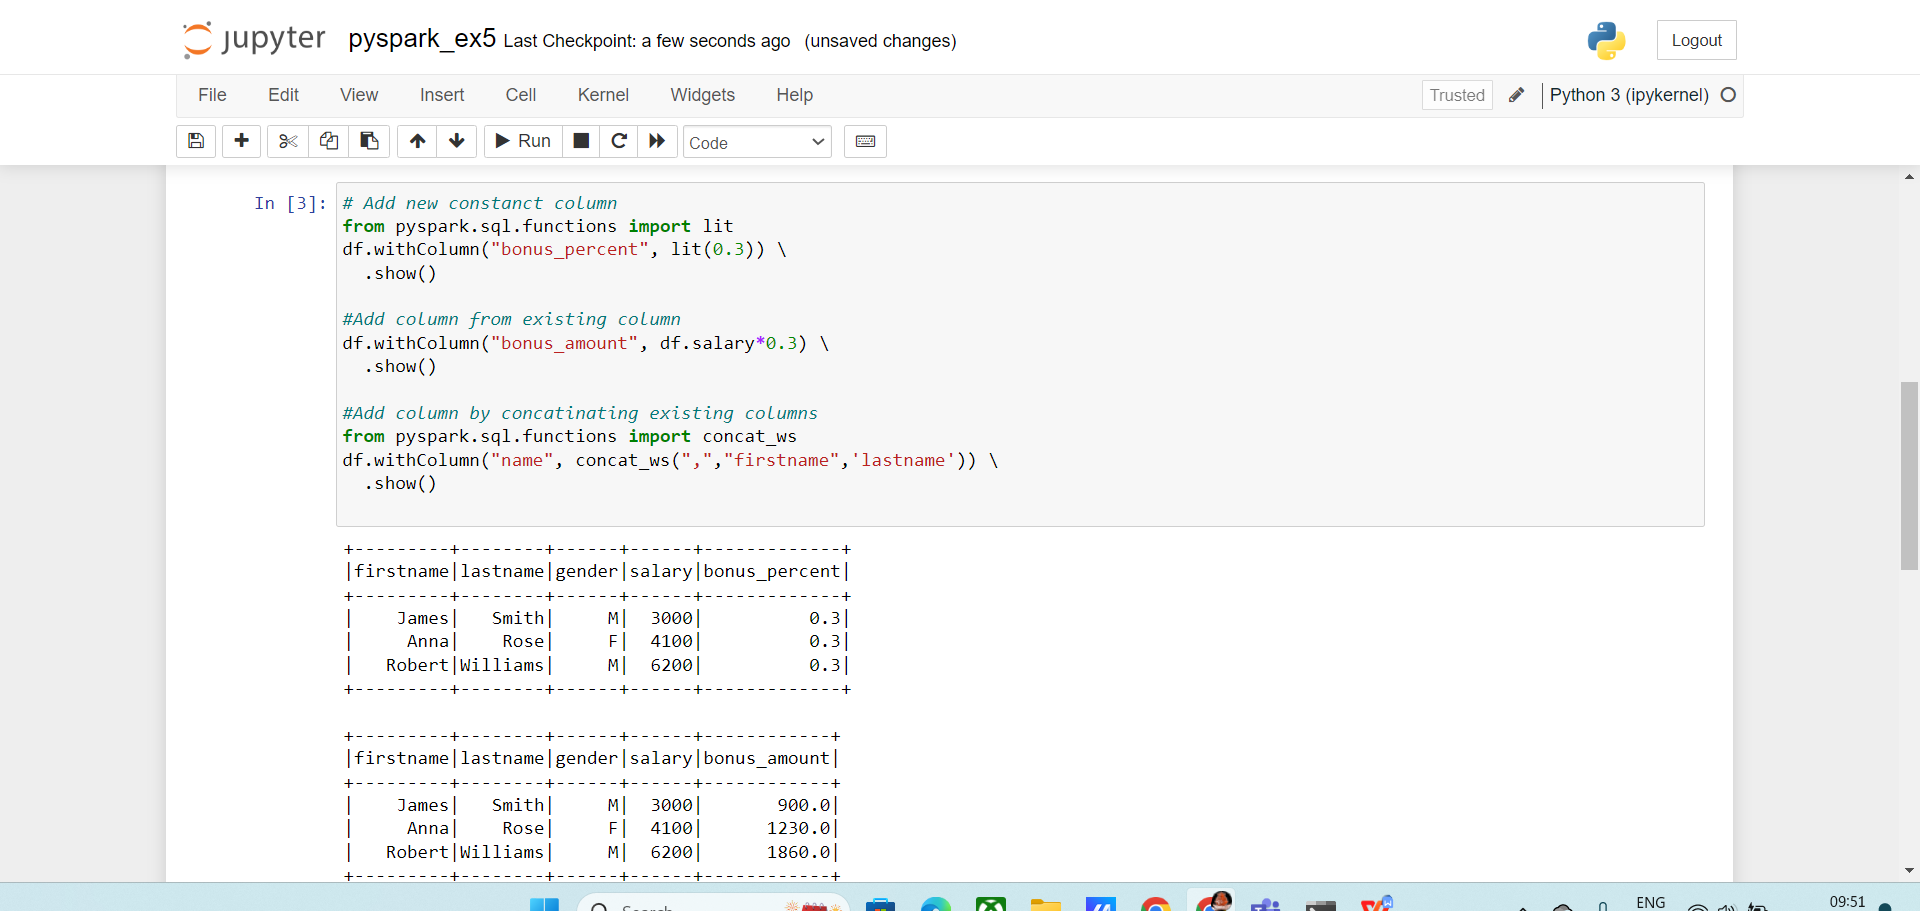 jupyter pyspark_ex5 Last Checkpoint: a few seconds ago (unsaved changes) Logout
File Edit View Insert Cell Kernel Widgets Help Trusted Python 3 (ipykernel)
Run Code
In [3]: # Add new constanct column
from pyspark.sql.functions import lit
df.withColumn("bonus_percent", lit(0.3)) \
  .show()
#Add column from existing column
df.withColumn("bonus_amount", df.salary*0.3) \
  .show()
#Add column by concatinating existing columns
from pyspark.sql.functions import concat_ws
df.withColumn("name", concat_ws(",","firstname",'lastname')) \
  .show()
+---------+--------+------+------+-------------+
|firstname|lastname|gender|salary|bonus_percent|
+---------+--------+------+------+-------------+
|    James|   Smith|     M|  3000|          0.3|
|     Anna|    Rose|     F|  4100|          0.3|
|   Robert|Williams|     M|  6200|          0.3|
+---------+--------+------+------+-------------+
+---------+--------+------+------+------------+
|firstname|lastname|gender|salary|bonus_amount|
+---------+--------+------+------+------------+
|    James|   Smith|     M|  3000|       900.0|
|     Anna|    Rose|     F|  4100|      1230.0|
|   Robert|Williams|     M|  6200|      1860.0|
+---------+--------+------+------+------------+
Search ENG 09:51